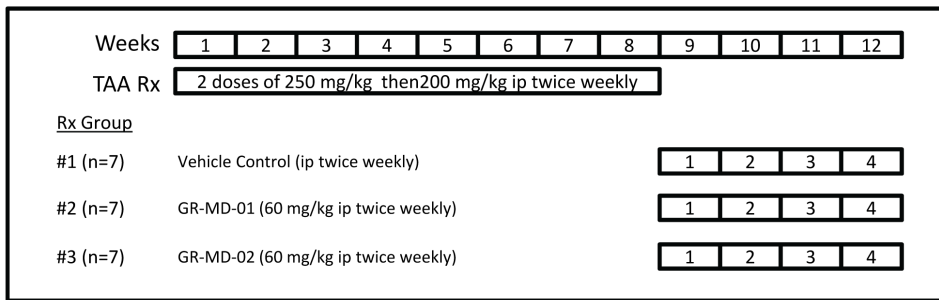 Weeks 1 2 3 4 5 6 7 8 9 10 11 12
TAA Rx 2 doses of 250 mg/kg then200 mg/kg ip twice weekly
Rx Group
#1 (n=7) Vehicle Control (ip twice weekly) 1 2 3 4
#2 (n=7) GR-MD-01 (60 mg/kg ip twice weekly) 1 2 3 4
#3 (n=7) GR-MD-02 (60 mg/kg ip twice weekly) 1 2 3 4